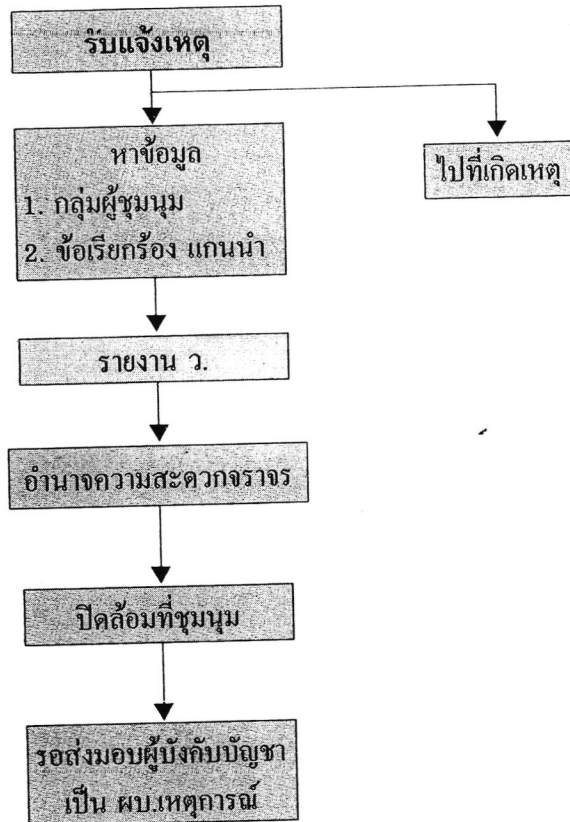 รับแจ้งเหตุ
หาข้อมูล
1. กลุ่มผู้ชุมนุม
2. ข้อเรียกร้อง แกนนำ
ไปที่เกิดเหตุ
รายงาน ว.
อำนาจความสะดวกจราจร
ปิดล้อมที่ชุมนุม
รอส่งมอบผู้บังคับบัญชา
เป็น ผบ.เหตุการณ์